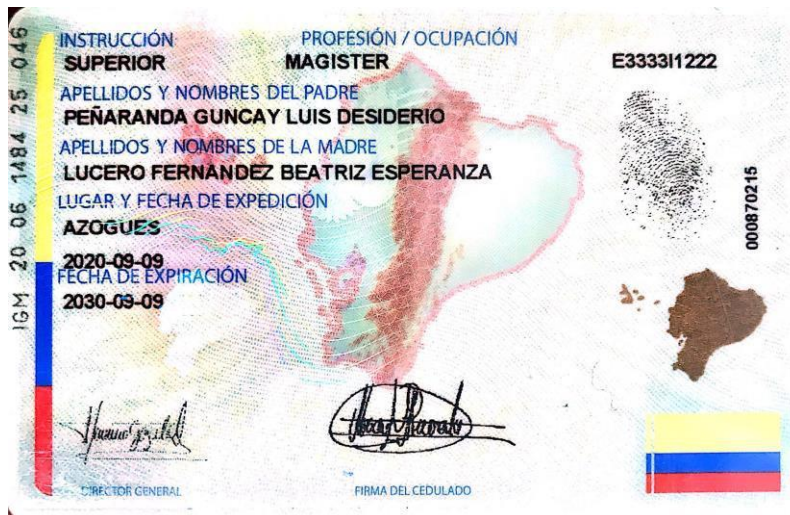 INSTRUCCIÓN PROFESIÓN / OCUPACIÓN
SUPERIOR MAGISTER E3333I1222
APELLIDOS Y NOMBRES DEL PADRE
PEÑARANDA GUNCAY LUIS DESIDERIO
APELLIDOS Y NOMBRES DE LA MADRE
LUCERO FERNANDEZ BEATRIZ ESPERANZA
LUGAR Y FECHA DE EXPEDICIÓN
AZOGUES
2020-09-09
FECHA DE EXPIRACIÓN
2030-09-09
DIRECTOR GENERAL FIRMA DEL CEDULADO
IGM 20 06 1484 25 046
000870215